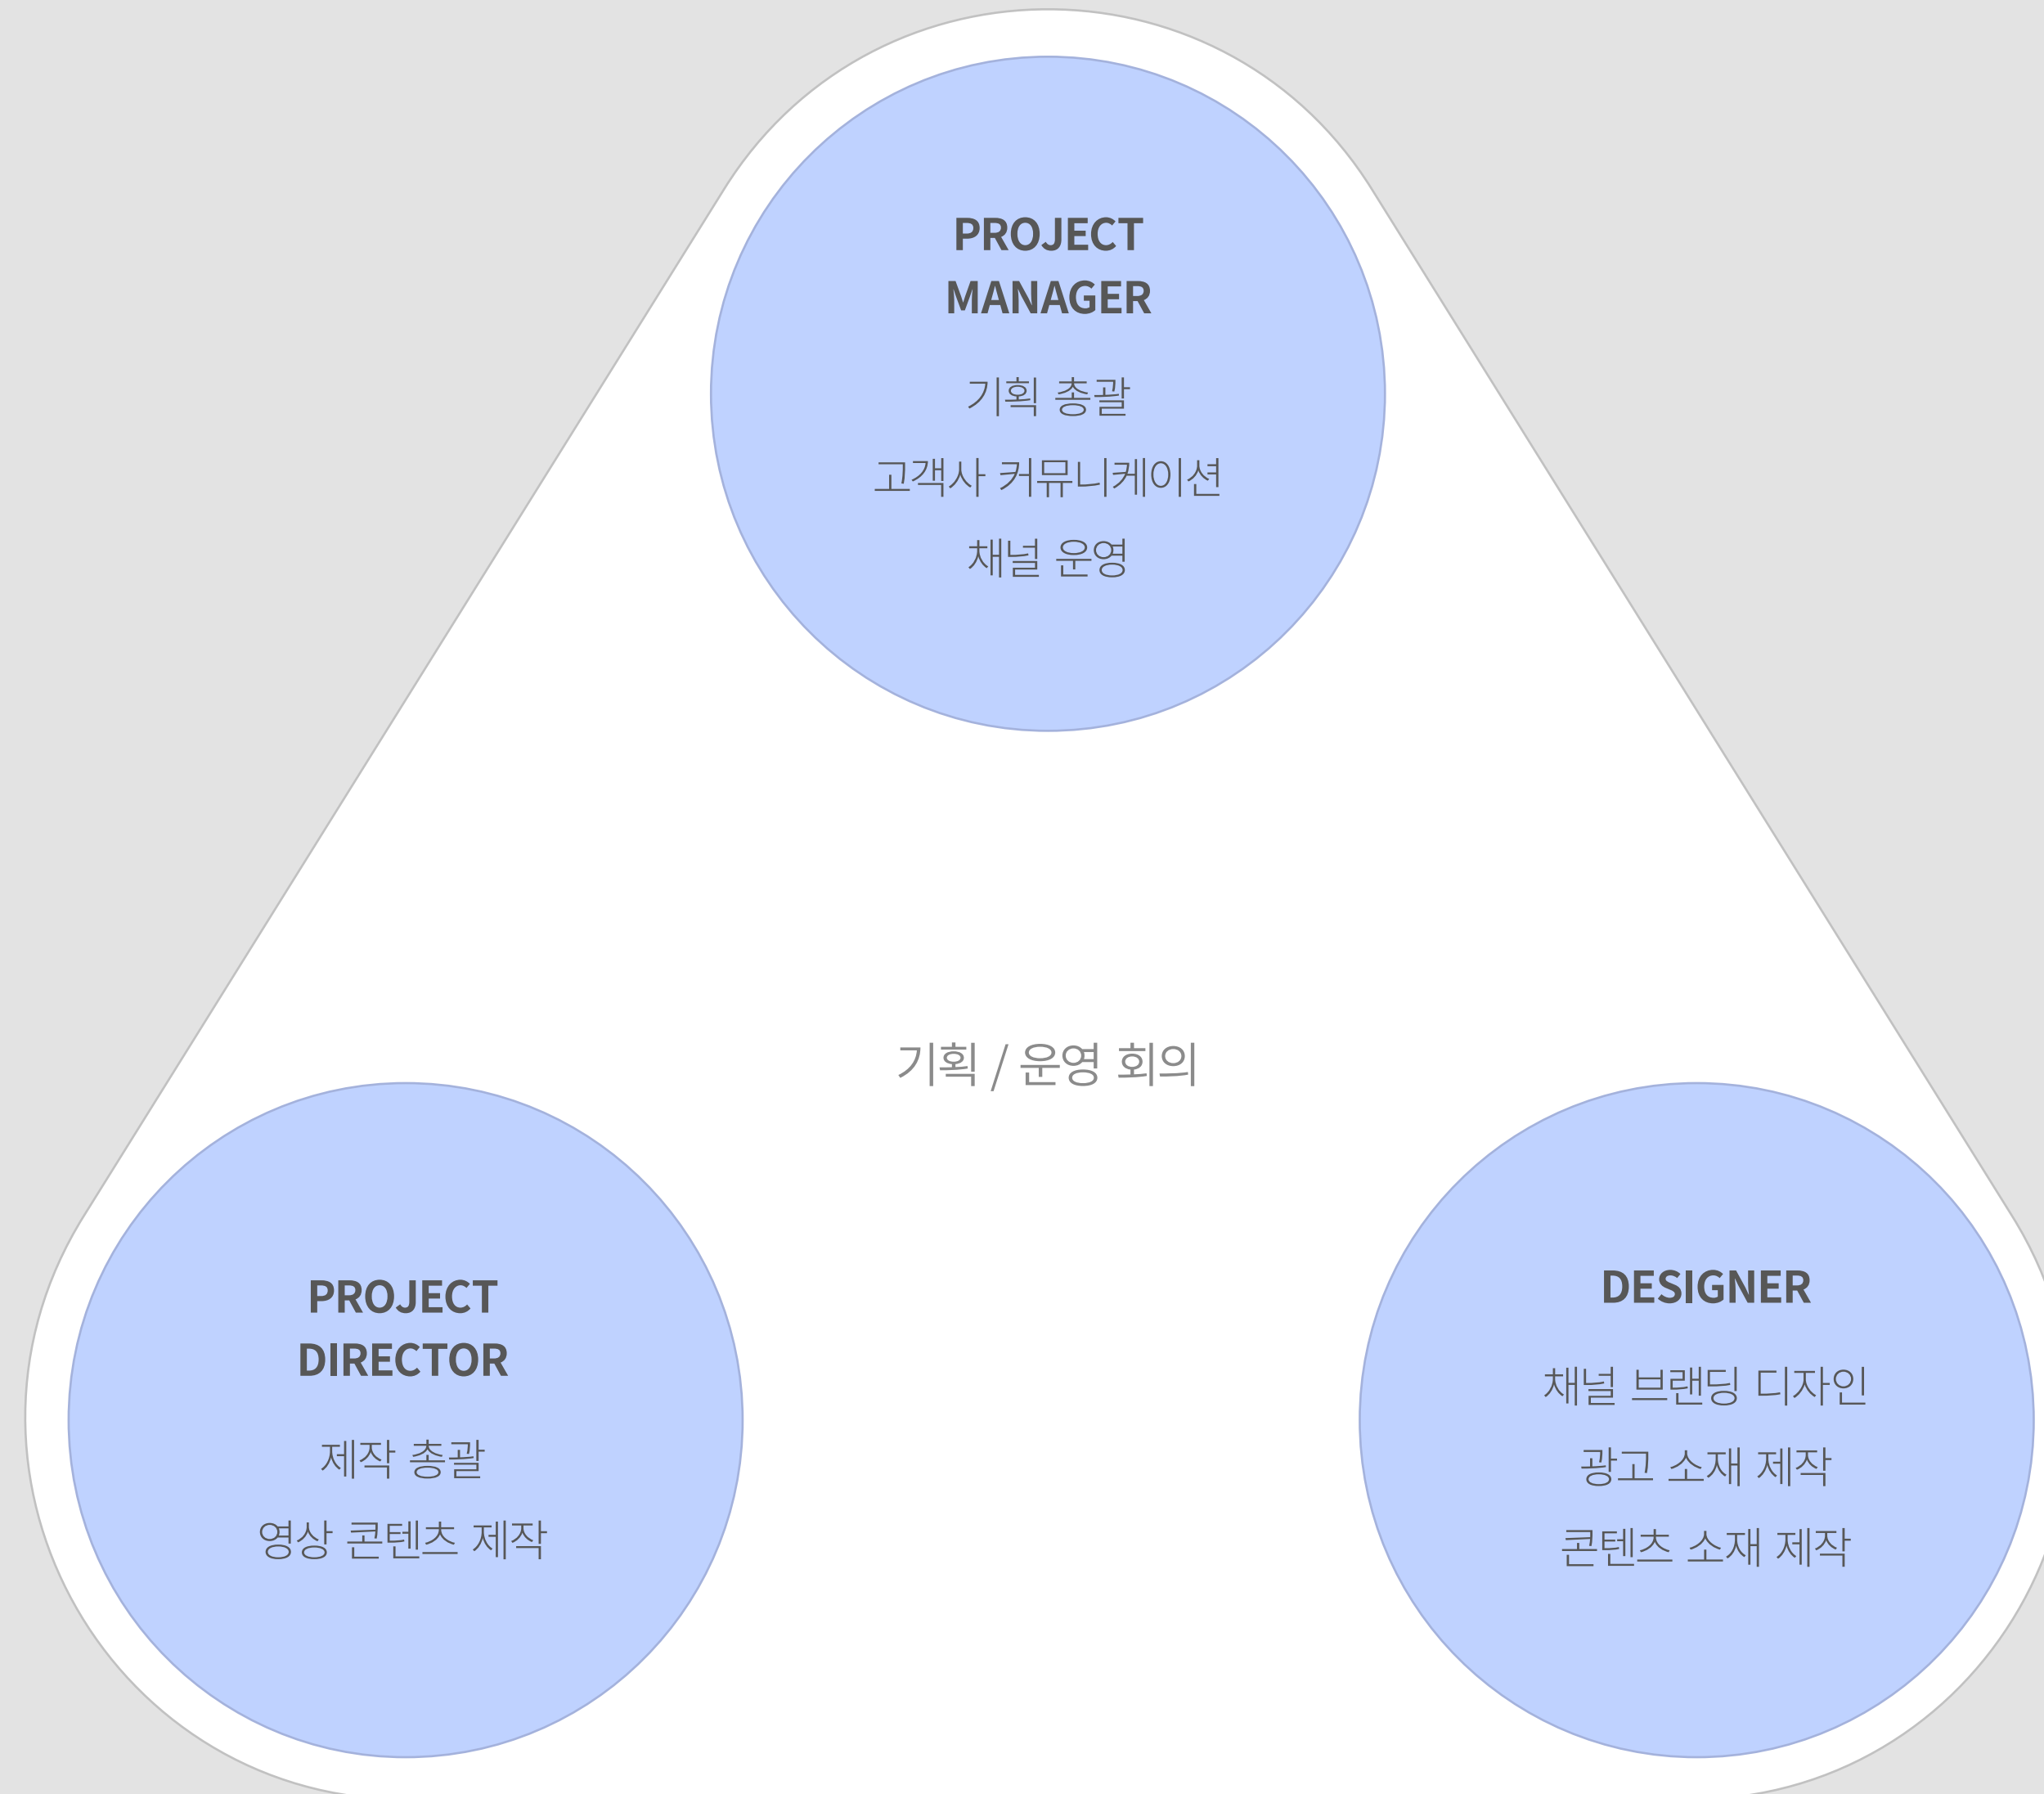 PROJECT
MANAGER
기획 총괄
고객사 커뮤니케이션
채널 운영
기획/운영 회의
PROJECT
DIRECTOR
제작 총괄
영상 콘텐츠 제작
DESIGNER
채널 브랜딩 디자인
광고 소재 제작
콘텐츠 소재 제작